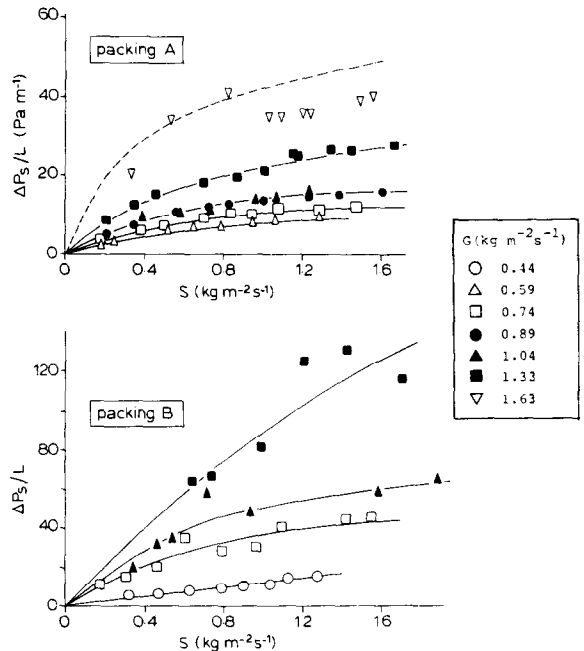 60
packing A
40
ΔPs/L (Pa m⁻¹)
20
0
0 0.4 0.8 1.2 1.6
S (kg m⁻²s⁻¹)
G(kg m⁻²s⁻¹)
0.44
0.59
0.74
0.89
1.04
1.33
1.63
120
packing B
80
ΔPs/L
40
0
0 0.4 0.8 1.2 1.6
S (kg m⁻²s⁻¹)